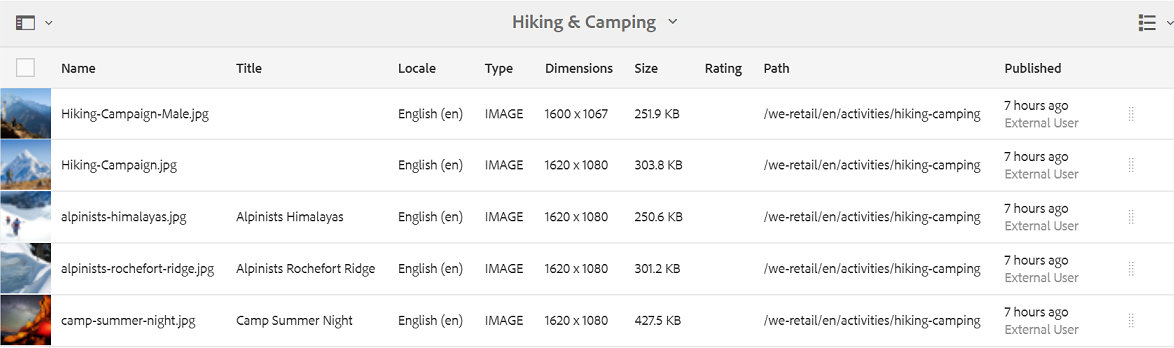 Hiking & Camping
Name Title Locale Type Dimensions Size Rating Path Published
Hiking-Campaign-Male.jpg English (en) IMAGE 1600 x 1067 251.9 KB /we-retail/en/activities/hiking-camping 7 hours ago
External User
Hiking-Campaign.jpg English (en) IMAGE 1620 x 1080 303.8 KB /we-retail/en/activities/hiking-camping 7 hours ago
External User
alpinists-himalayas.jpg Alpinists Himalayas English (en) IMAGE 1620 x 1080 250.6 KB /we-retail/en/activities/hiking-camping 7 hours ago
External User
alpinists-rochefort-ridge.jpg Alpinists Rochefort Ridge English (en) IMAGE 1620 x 1080 301.2 KB /we-retail/en/activities/hiking-camping 7 hours ago
External User
camp-summer-night.jpg Camp Summer Night English (en) IMAGE 1620 x 1080 427.5 KB /we-retail/en/activities/hiking-camping 7 hours ago
External User